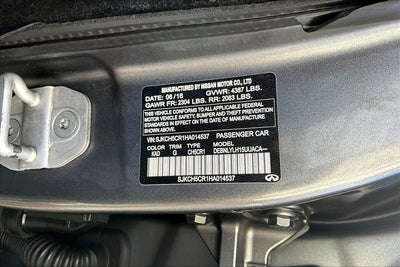 MANUFACTURED BY NISSAN MOTOR CO., LTD
DATE: 06/16 GVWR: 4387 LBS.
GAWR FR: 2304 LBS. RR: 2083 LBS.
THIS VEHICLE CONFORMS TO ALL APPLICABLE FEDERAL
MOTOR VEHICLE SAFETY, BUMPER, AND THEFT PREVENTION
STANDARDS IN EFFECT ON THE DATE OF MANUFACTURE
SHOWN ABOVE.
VIN: SJKCH5CR1HA014537 PASSENGER CAR
COLOR TRIM TYPE MODEL
KAD G CH5CR1 DEBNLYLH15UUACA----
SJKCH5CR1HA014537